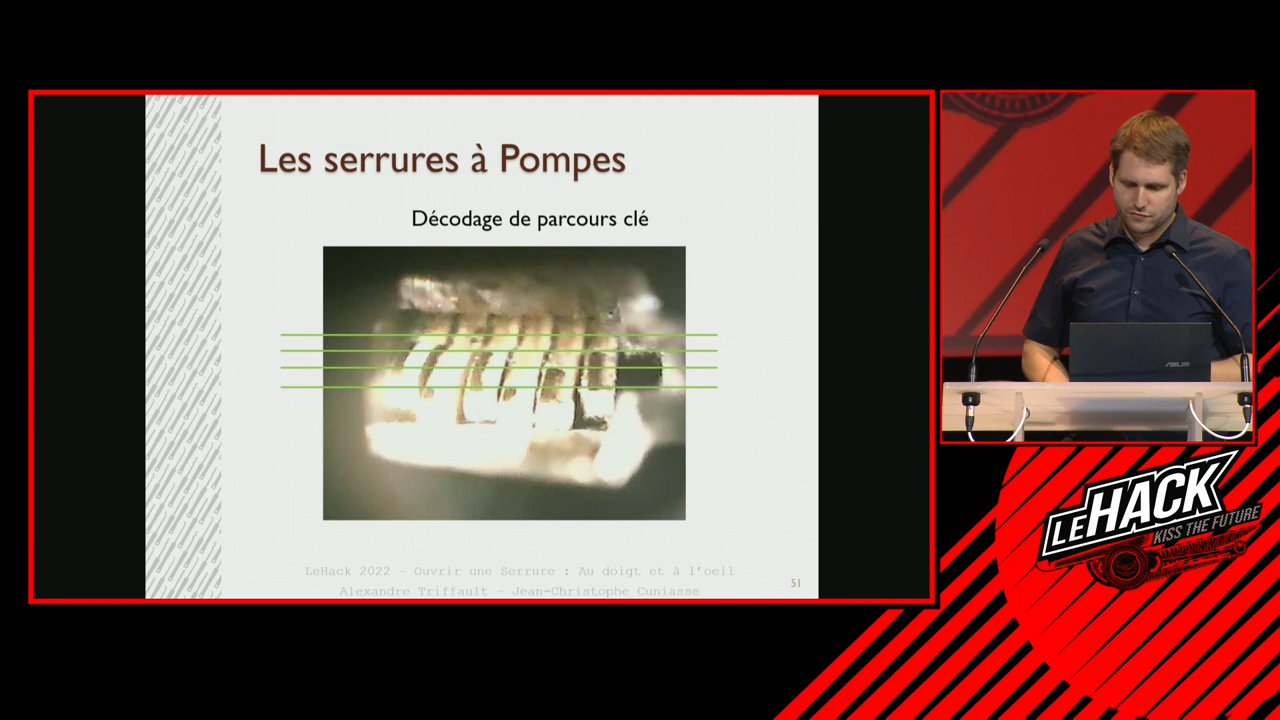 Les serrures à Pompes
Décodage de parcours clé
LeHack 2022 – Ouvrir une Serrure : Au doigt et à l'oeil
Alexandre Triffault – Jean-Christophe Cuniasse
51
ASUS
LEHACK
KISS THE FUTURE